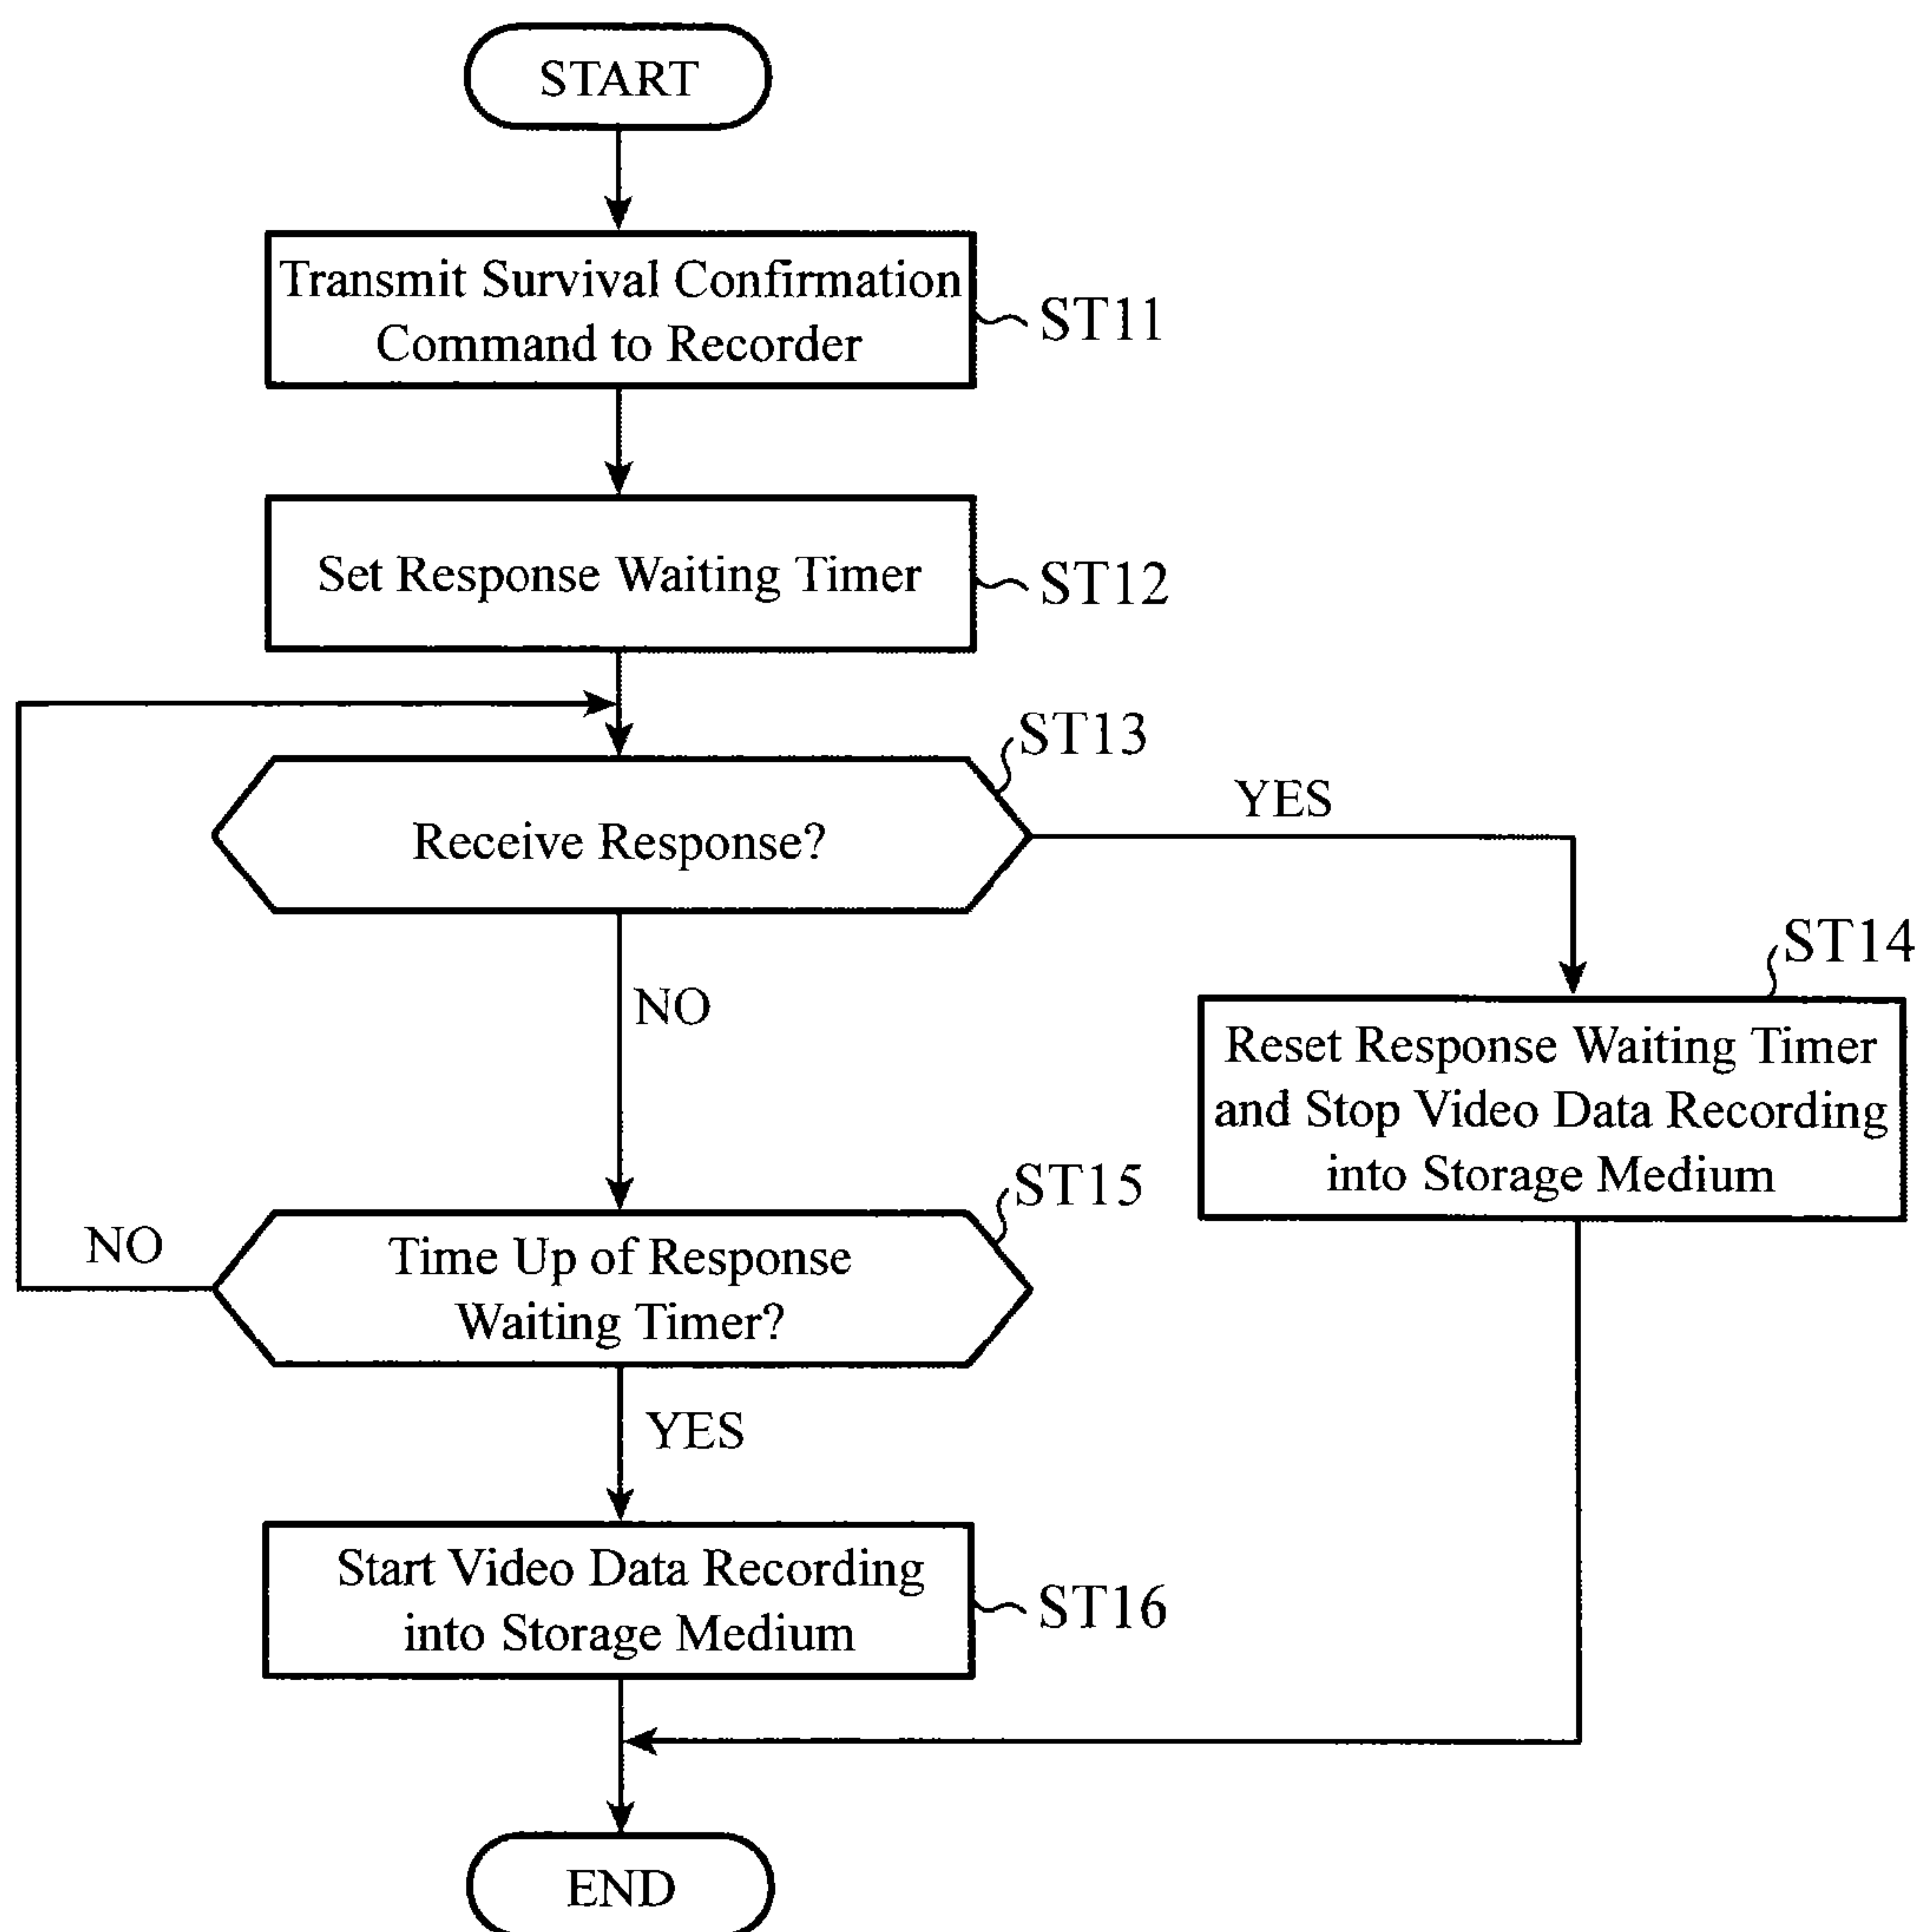 START
Transmit Survival Confirmation
Command to Recorder
ST11
Set Response Waiting Timer
ST12
ST13
Receive Response?
YES
NO
ST14
Reset Response Waiting Timer
and Stop Video Data Recording
into Storage Medium
ST15
Time Up of Response
Waiting Timer?
NO
YES
Start Video Data Recording
into Storage Medium
ST16
END